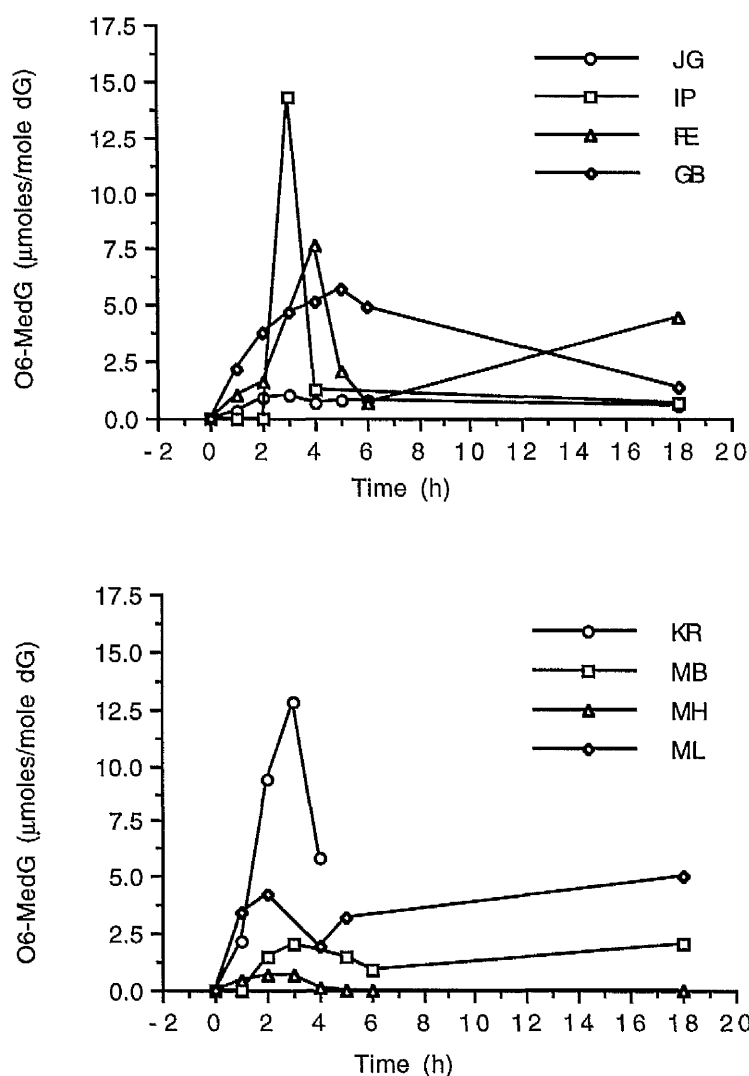 17.5
15.0
12.5
10.0
7.5
5.0
2.5
0.0
O6-MedG (μmoles/mole dG)
JG
IP
FE
GB
-2 0 2 4 6 8 10 12 14 16 18 20
Time (h)
17.5
15.0
12.5
10.0
7.5
5.0
2.5
0.0
O6-MedG (μmoles/mole dG)
KR
MB
MH
ML
-2 0 2 4 6 8 10 12 14 16 18 20
Time (h)